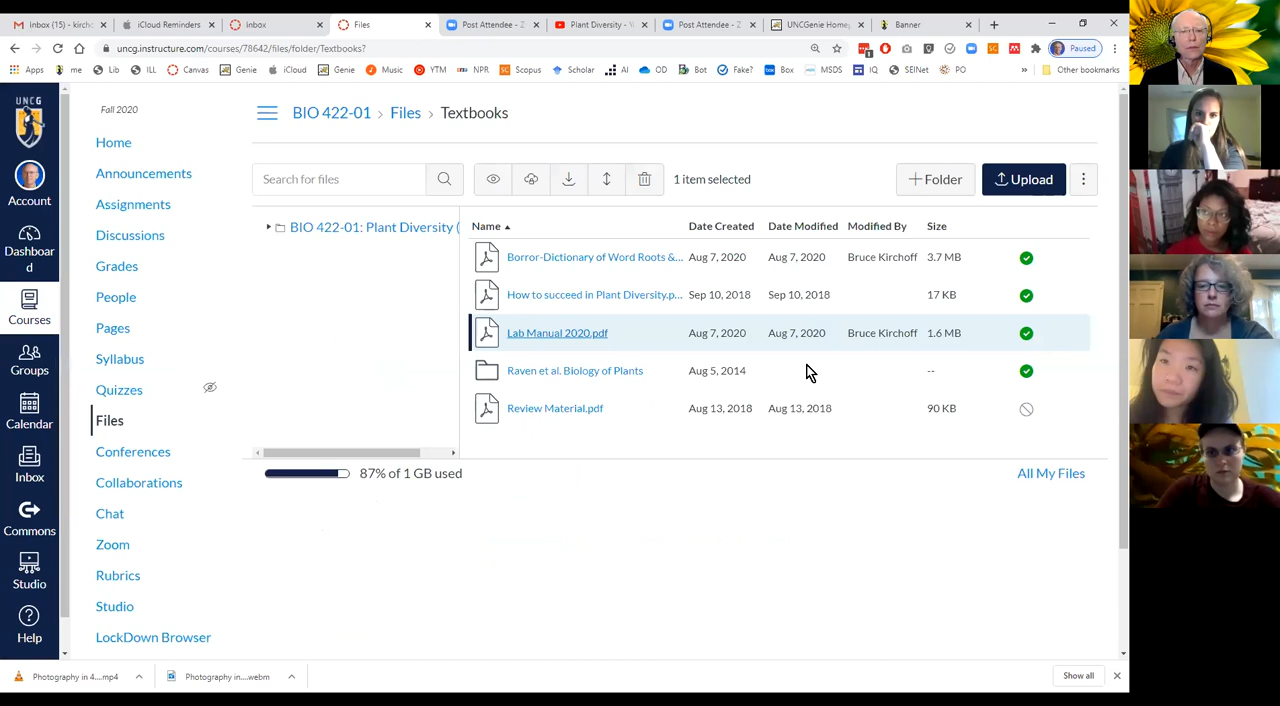 Inbox (15) - kirch
iCloud Reminders
Inbox
Files
Post Attendee - Z
Plant Diversity -
Post Attendee - Z
UNCGenie Home
Banner
uncg.instructure.com/courses/78642/files/folder/Textbooks?
Paused
Apps
me
Lib
ILL
Canvas
Genie
iCloud
Genie
Music
YTM
NPR
Scopus
Scholar
AI
OD
Bot
Fake?
Box
MSDS
IQ
SEINet
PO
»
Other bookmarks
UNCG
Account
Dashboar
d
Courses
Groups
Calendar
Inbox
Commons
Studio
Help
Fall 2020
Home
Announcements
Assignments
Discussions
Grades
People
Pages
Syllabus
Quizzes
Files
Conferences
Collaborations
Chat
Zoom
Rubrics
Studio
LockDown Browser
BIO 422-01 › Files › Textbooks
Search for files
1 item selected
+ Folder
Upload
BIO 422-01: Plant Diversity (
Name Date Created Date Modified Modified By Size
Borror-Dictionary of Word Roots &... Aug 7, 2020 Aug 7, 2020 Bruce Kirchoff 3.7 MB
How to succeed in Plant Diversity.p... Sep 10, 2018 Sep 10, 2018 17 KB
Lab Manual 2020.pdf Aug 7, 2020 Aug 7, 2020 Bruce Kirchoff 1.6 MB
Raven et al. Biology of Plants Aug 5, 2014 --
Review Material.pdf Aug 13, 2018 Aug 13, 2018 90 KB
87% of 1 GB used
All My Files
Photography in 4....mp4
Photography in....webm
Show all